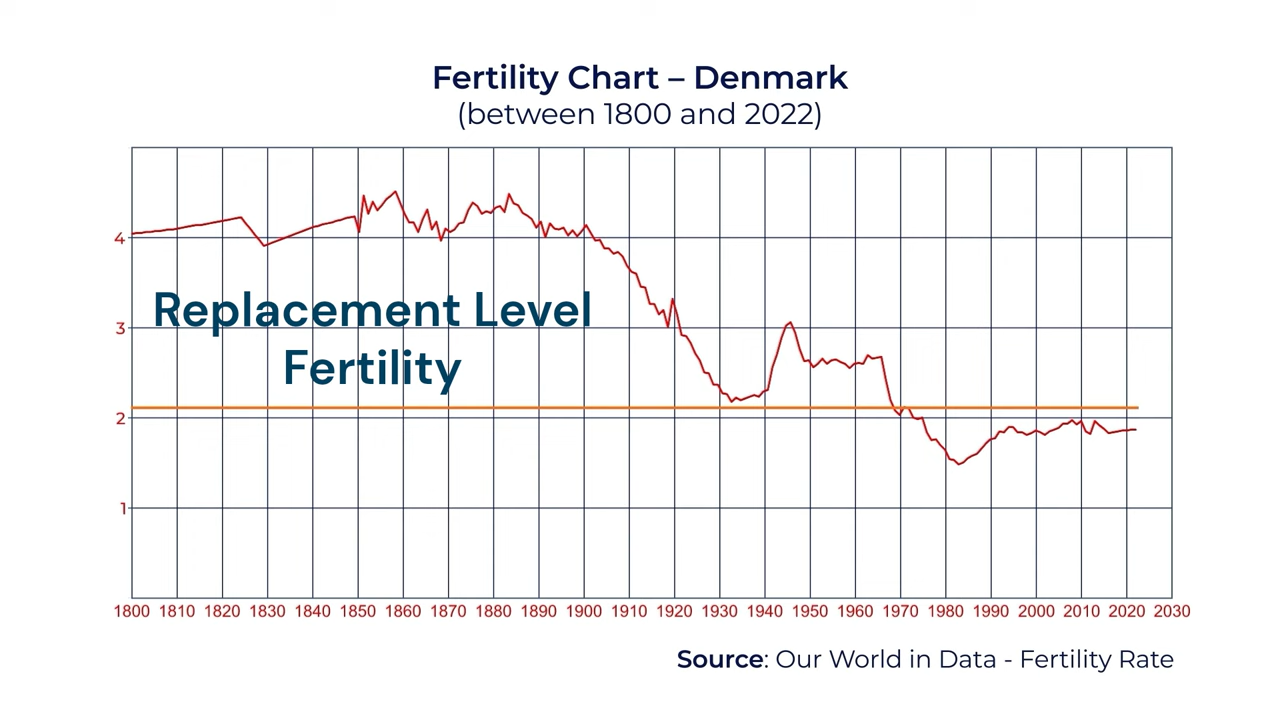 Fertility Chart – Denmark
(between 1800 and 2022)
4
Replacement Level
3
Fertility
2
1
1800 1810 1820 1830 1840 1850 1860 1870 1880 1890 1900 1910 1920 1930 1940 1950 1960 1970 1980 1990 2000 2010 2020 2030
Source: Our World in Data - Fertility Rate